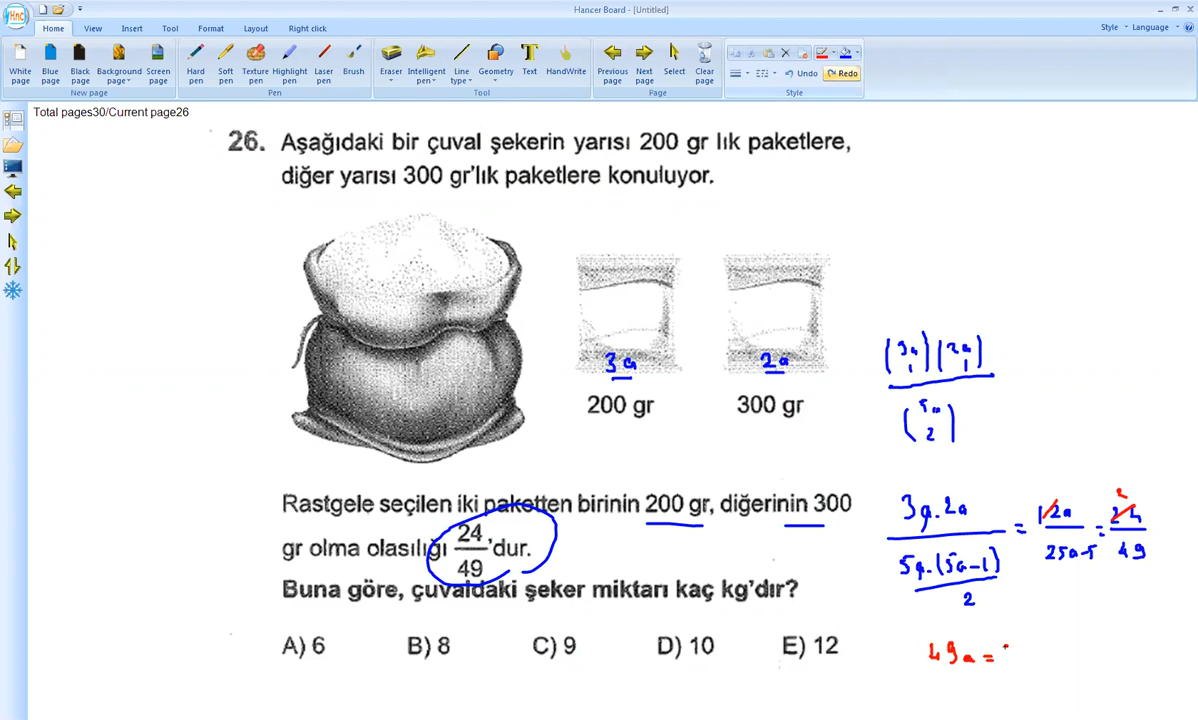 Hancer Board - [Untitled]
Hnc
Home View Insert Tool Format Layout Right click
Style Language
White page
Blue page
Black page
Background page
Screen page
Hard pen
Soft pen
Texture pen
Highlight pen
Laser pen
Brush
Eraser
Intelligent pen
Line type
Geometry
Text
HandWrite
Previous page
Next page
Select
Clear page
Undo
Redo
New page
Pen
Tool
Page
Style
Total pages30/Current page26
26. Aşağıdaki bir çuval şekerin yarısı 200 gr lık paketlere,
diğer yarısı 300 gr'lık paketlere konuluyor.
3a 2a
200 gr 300 gr
(3a 1) (2a 1)
(5a 2)
Rastgele seçilen iki paketten birinin 200 gr, diğerinin 300
gr olma olasılığı 24/49 'dur.
Buna göre, çuvaldaki şeker miktarı kaç kg'dır?
A) 6 B) 8 C) 9 D) 10 E) 12
3a.2a
5a.(5a-1)
2
= 12a / 25a-5 = 24 / 49
2
49a =